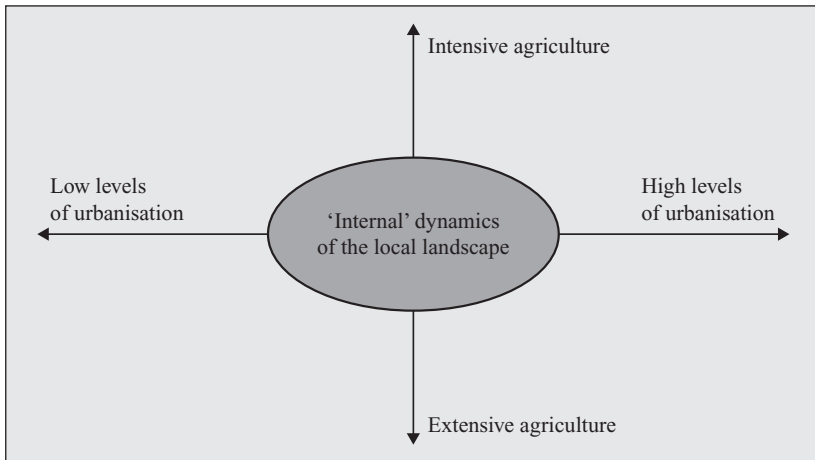 Intensive agriculture
Low levels
of urbanisation
‘Internal’ dynamics
of the local landscape
High levels
of urbanisation
Extensive agriculture